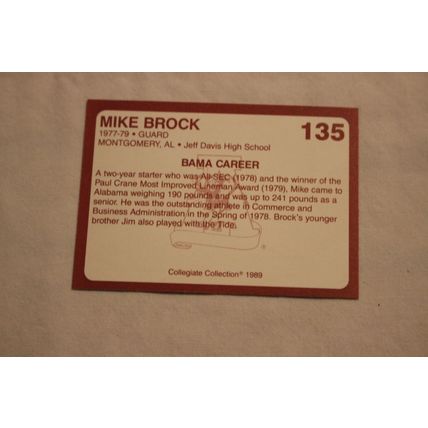 MIKE BROCK 135
1977-79 • GUARD
MONTGOMERY, AL • Jeff Davis High School
BAMA CAREER
A two-year starter who was All-SEC (1978) and the winner of the
Paul Crane Most Improved Lineman Award (1979), Mike came to
Alabama weighing 190 pounds and was up to 241 pounds as a
senior. He was the outstanding athlete in Commerce and
Business Administration in the Spring of 1978. Brock's younger
brother Jim also played with the Tide.
®
Collegiate Collection® 1989